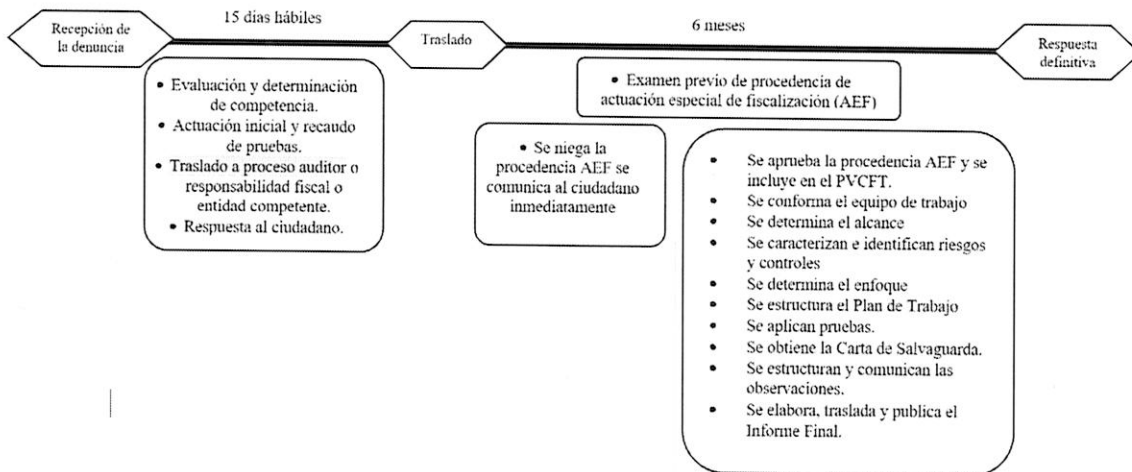 15 días hábiles
6 meses
Recepción de
la denuncia
Traslado
Respuesta
definitiva
• Evaluación y determinación
de competencia.
• Actuación inicial y recaudo
de pruebas.
• Traslado a proceso auditor o
responsabilidad fiscal o
entidad competente.
• Respuesta al ciudadano.
• Examen previo de procedencia de
actuación especial de fiscalización (AEF)
• Se niega la
procedencia AEF se
comunica al ciudadano
inmediatamente
• Se aprueba la procedencia AEF y se
incluye en el PVCFT.
• Se conforma el equipo de trabajo
• Se determina el alcance
• Se caracterizan e identifican riesgos
y controles
• Se determina el enfoque
• Se estructura el Plan de Trabajo
• Se aplican pruebas.
• Se obtiene la Carta de Salvaguarda.
• Se estructuran y comunican las
observaciones.
• Se elabora, traslada y publica el
Informe Final.